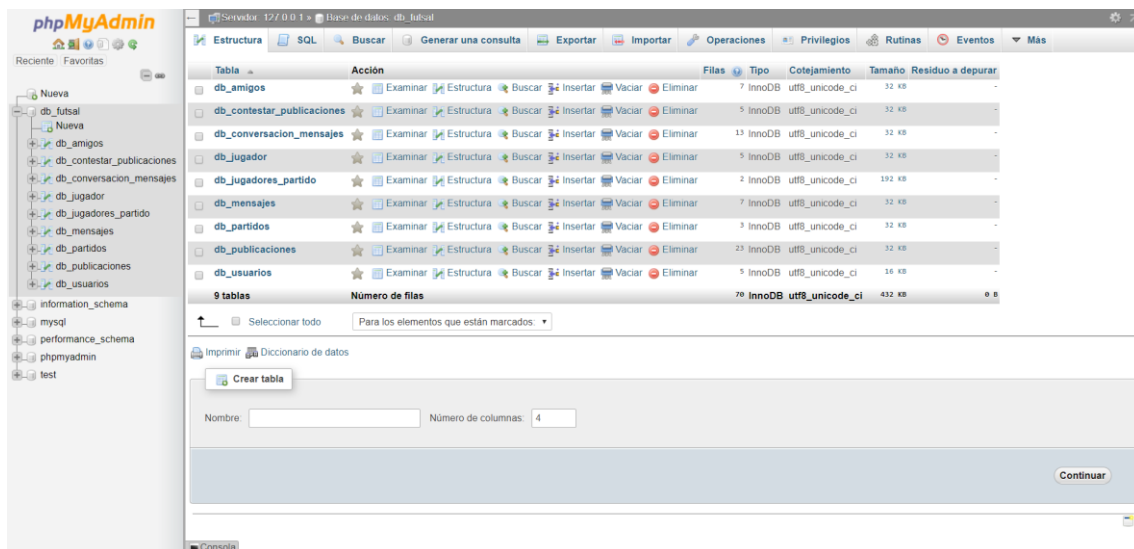 phpMyAdmin
Reciente Favoritas
Nueva
db_futsal
Nueva
db_amigos
db_contestar_publicaciones
db_conversacion_mensajes
db_jugador
db_jugadores_partido
db_mensajes
db_partidos
db_publicaciones
db_usuarios
information_schema
mysql
performance_schema
phpmyadmin
test
Servidor: 127.0.0.1 » Base de datos: db_futsal
Estructura SQL Buscar Generar una consulta Exportar Importar Operaciones Privilegios Rutinas Eventos Más
Tabla Acción Filas Tipo Cotejamiento Tamaño Residuo a depurar
db_amigos Examinar Estructura Buscar Insertar Vaciar Eliminar 7 InnoDB utf8_unicode_ci 32 KB -
db_contestar_publicaciones Examinar Estructura Buscar Insertar Vaciar Eliminar 5 InnoDB utf8_unicode_ci 32 KB -
db_conversacion_mensajes Examinar Estructura Buscar Insertar Vaciar Eliminar 13 InnoDB utf8_unicode_ci 32 KB -
db_jugador Examinar Estructura Buscar Insertar Vaciar Eliminar 5 InnoDB utf8_unicode_ci 32 KB -
db_jugadores_partido Examinar Estructura Buscar Insertar Vaciar Eliminar 2 InnoDB utf8_unicode_ci 192 KB -
db_mensajes Examinar Estructura Buscar Insertar Vaciar Eliminar 7 InnoDB utf8_unicode_ci 32 KB -
db_partidos Examinar Estructura Buscar Insertar Vaciar Eliminar 3 InnoDB utf8_unicode_ci 32 KB -
db_publicaciones Examinar Estructura Buscar Insertar Vaciar Eliminar 23 InnoDB utf8_unicode_ci 32 KB -
db_usuarios Examinar Estructura Buscar Insertar Vaciar Eliminar 5 InnoDB utf8_unicode_ci 16 KB -
9 tablas Número de filas 70 InnoDB utf8_unicode_ci 432 KB 0 B
Seleccionar todo Para los elementos que están marcados:
Imprimir Diccionario de datos
Crear tabla
Nombre: Número de columnas: 4
Continuar
Consola